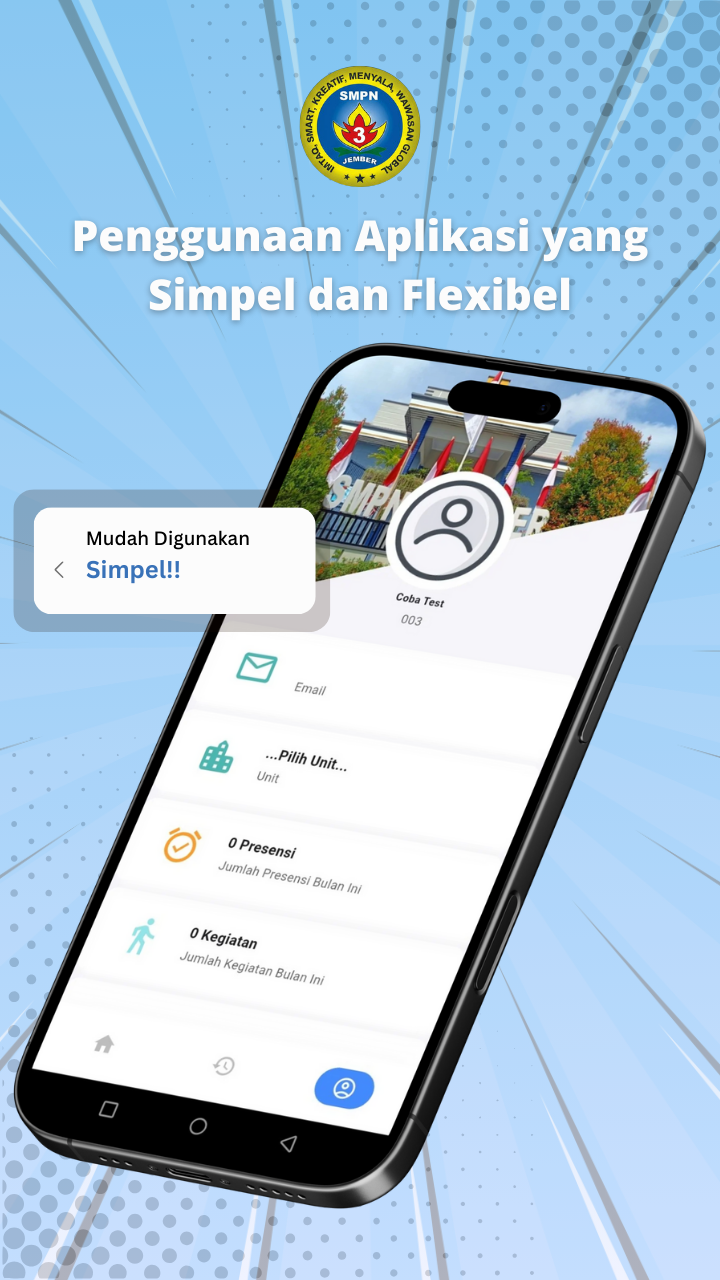 IMTAQ, SMART, KREATIF, MENYALA, WAWASAN GLOBAL
SMPN
3
JEMBER
Penggunaan Aplikasi yang
Simpel dan Flexibel
SMPN
Mudah Digunakan
Simpel!!
Coba Test
003
Email
...Pilih Unit...
Unit
0 Presensi
Jumlah Presensi Bulan Ini
0 Kegiatan
Jumlah Kegiatan Bulan Ini